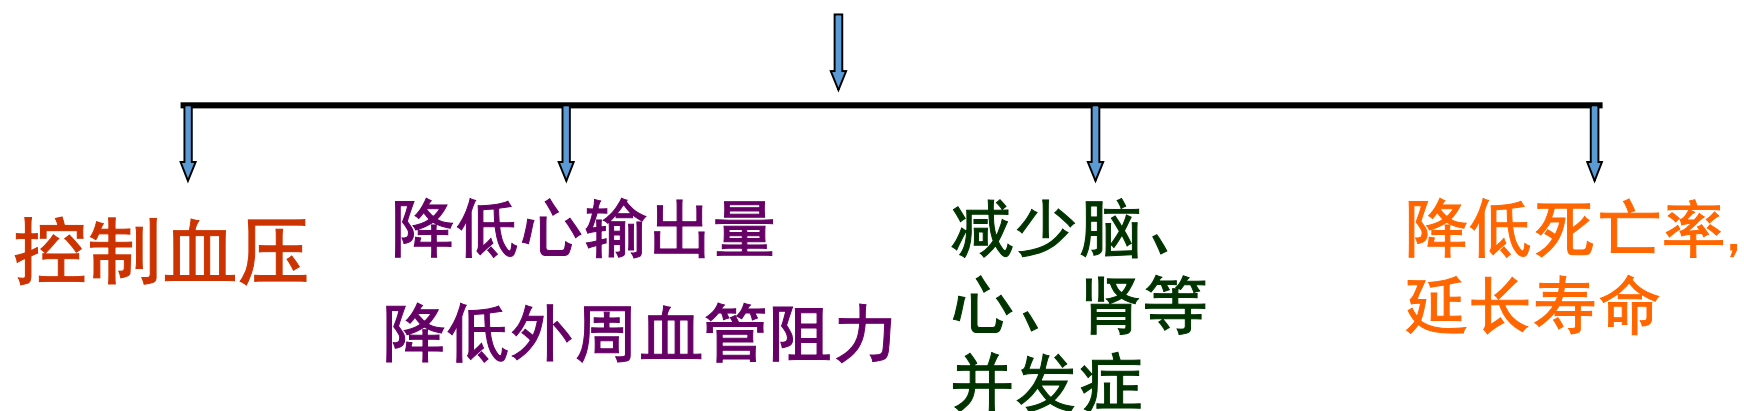 控制血压
降低心输出量
降低外周血管阻力
减少脑、
心、肾等
并发症
降低死亡率,
延长寿命